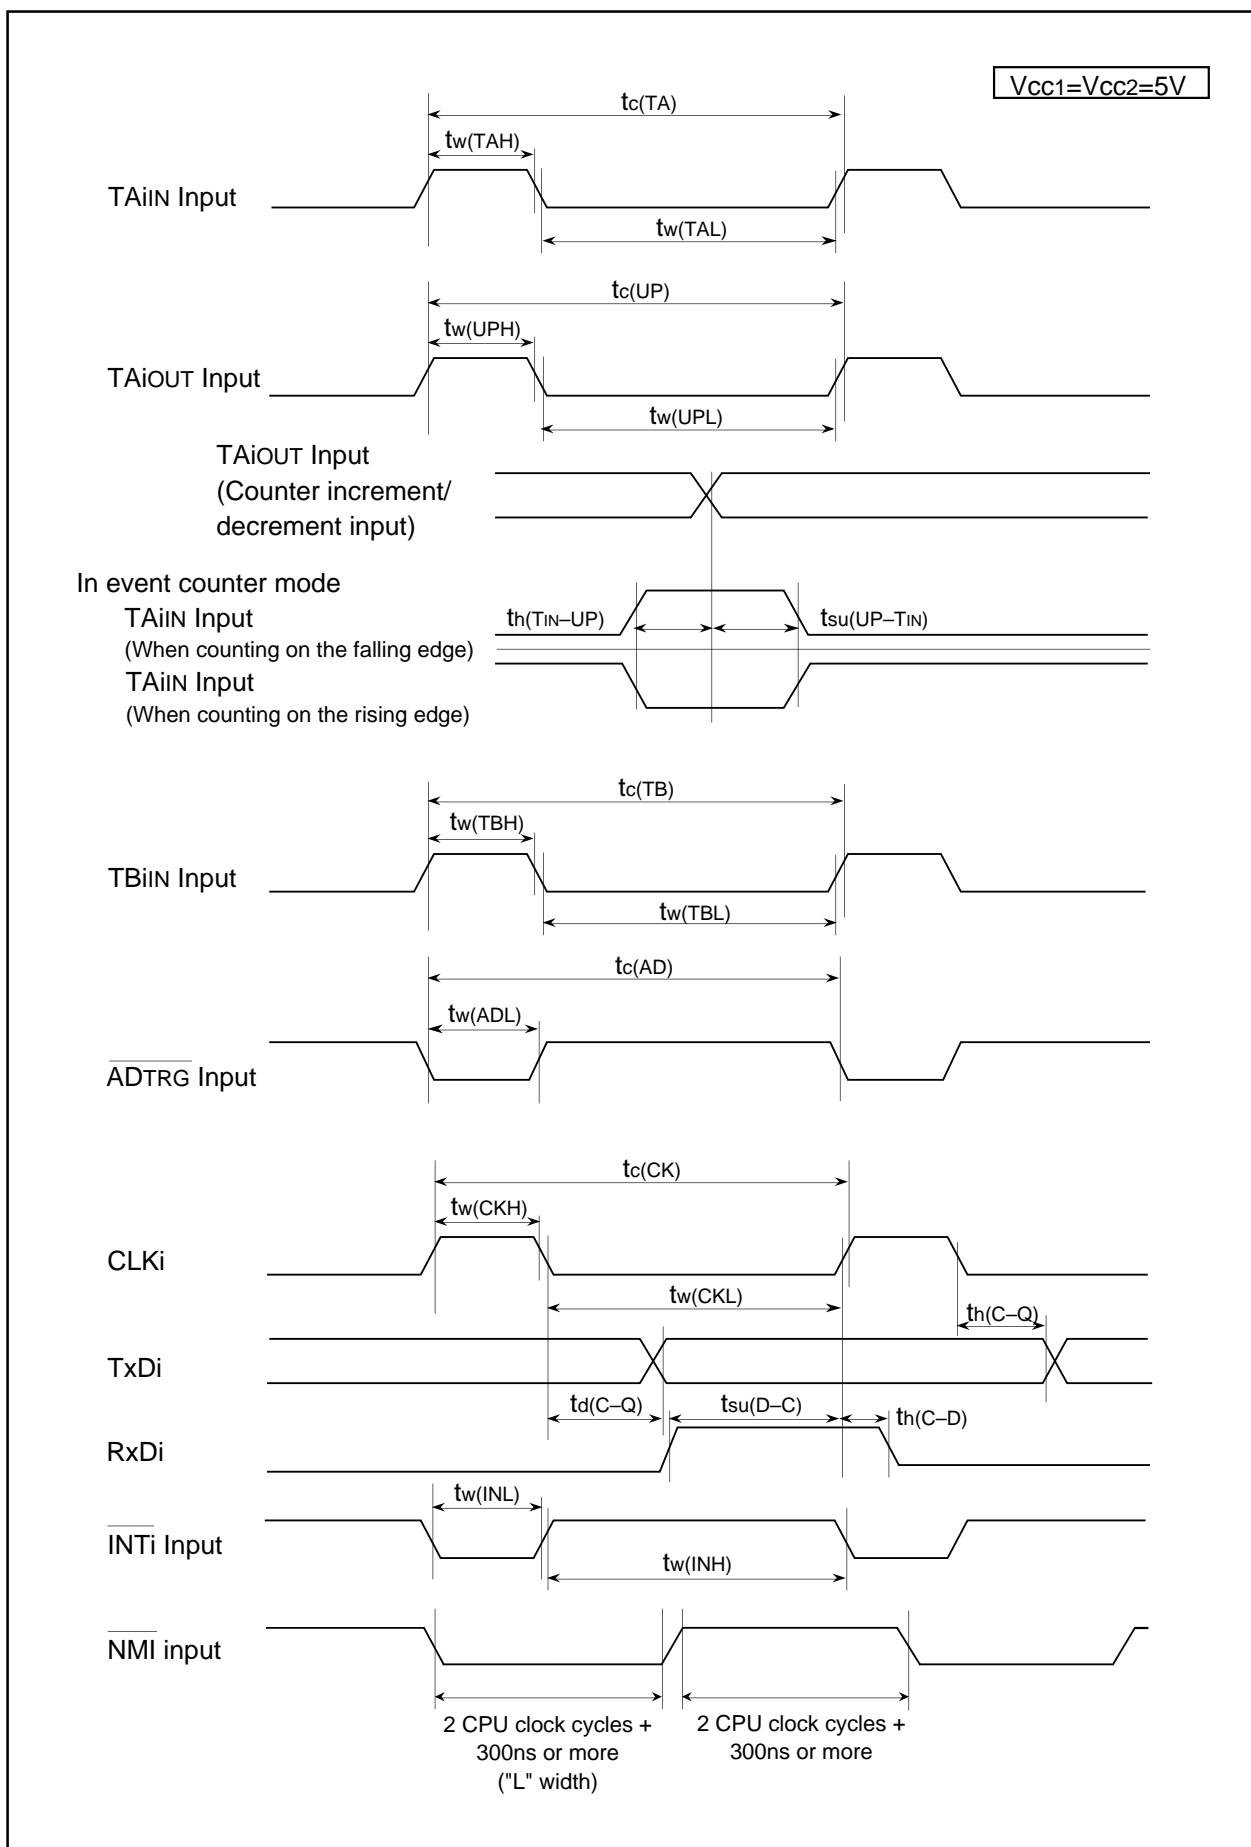 Vcc1=Vcc2=5V
tc(TA)
tw(TAH)
TAiIN Input
tw(TAL)
tc(UP)
tw(UPH)
TAiOUT Input
tw(UPL)
TAiOUT Input
(Counter increment/
decrement input)
In event counter mode
TAiIN Input
(When counting on the falling edge)
th(TIN–UP)
tsu(UP–TIN)
TAiIN Input
(When counting on the rising edge)
tc(TB)
tw(TBH)
TBiIN Input
tw(TBL)
tc(AD)
tw(ADL)
ADTRG Input
tc(CK)
tw(CKH)
CLKi
tw(CKL)
th(C–Q)
TxDi
td(C–Q)
tsu(D–C)
th(C–D)
RxDi
tw(INL)
INTi Input
tw(INH)
NMI input
2 CPU clock cycles +
300ns or more
("L" width)
2 CPU clock cycles +
300ns or more